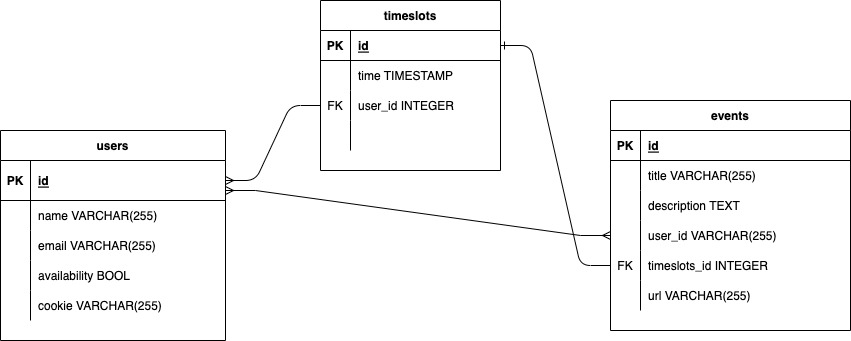 timeslots
PK id
time TIMESTAMP
FK user_id INTEGER
users
PK id
name VARCHAR(255)
email VARCHAR(255)
availability BOOL
cookie VARCHAR(255)
events
PK id
title VARCHAR(255)
description TEXT
user_id VARCHAR(255)
FK timeslots_id INTEGER
url VARCHAR(255)